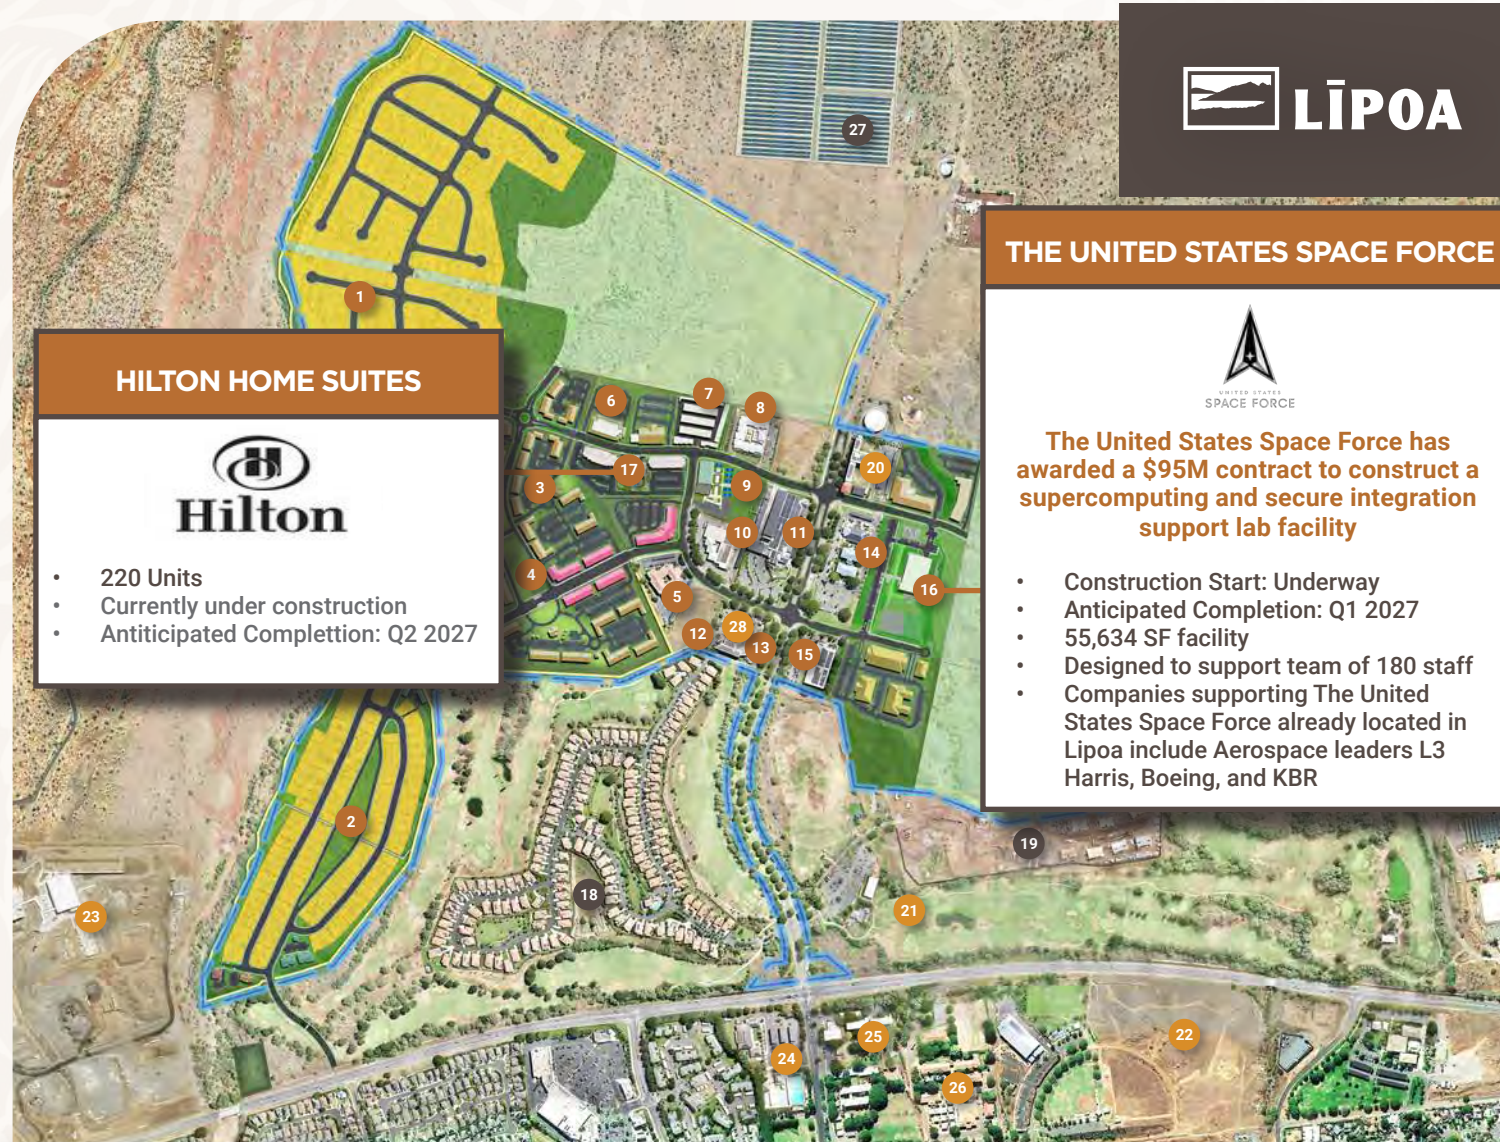 LĪPOA
27
THE UNITED STATES SPACE FORCE
UNITED STATES
SPACE FORCE
The United States Space Force has
awarded a $95M contract to construct a
supercomputing and secure integration
support lab facility
• Construction Start: Underway
• Anticipated Completion: Q1 2027
• 55,634 SF facility
• Designed to support team of 180 staff
• Companies supporting The United
States Space Force already located in
Lipoa include Aerospace leaders L3
Harris, Boeing, and KBR
1
HILTON HOME SUITES
H
Hilton
• 220 Units
• Currently under construction
• Antiticipated Complettion: Q2 2027
6
7
8
17
3
9
20
10
11
14
4
5
16
12
28
13
15
2
18
19
23
21
24
25
22
26